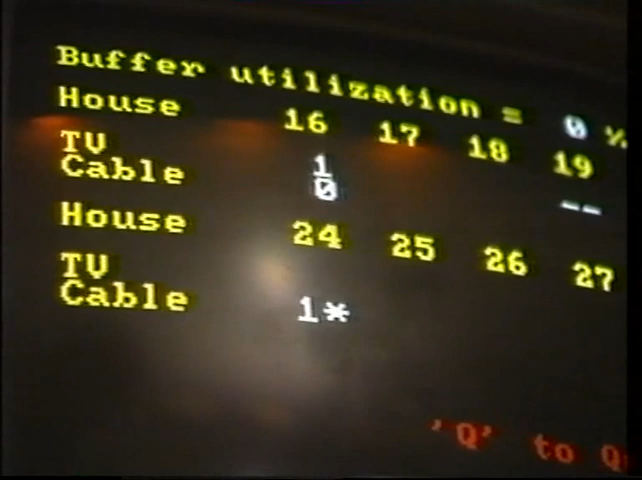 Buffer utilization = 0 %
House 16 17 18 19
TV 1
Cable 0 --
House 24 25 26 27
TV
Cable 1*
'Q' to Q